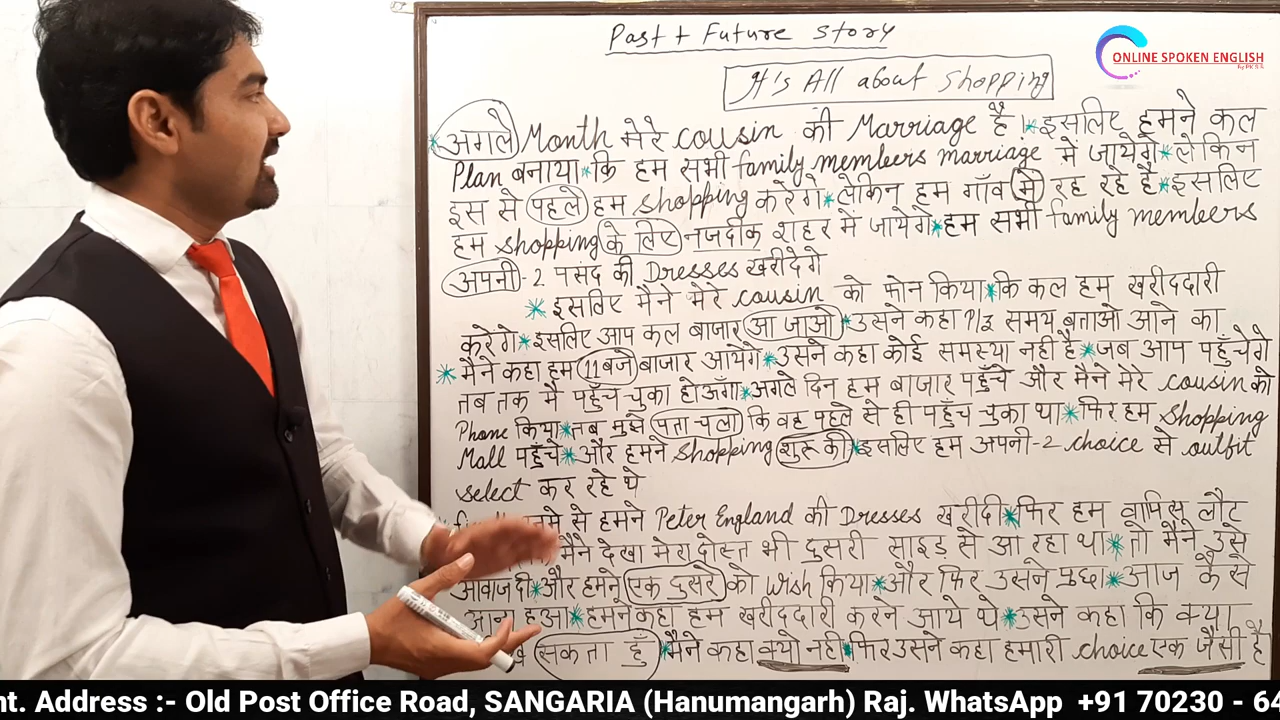 Past + Future Story
ONLINE SPOKEN ENGLISH
It's All about Shopping
अगले Month मेरे cousin की Marriage है। * इसलिए हमने कल
Plan बनाया * कि हम सभी family members marriage में जायेंगे * लेकिन
इस से पहले हम shopping करेंगे * लेकिन हम गाँव में रह रहे है * इसलिए
हम shopping के लिए नजदीक शहर में जायेंगे * हम सभी family members
अपनी-2 पसंद की Dresses खरीदेंगे
* इसलिए मैने मेरे cousin को फोन किया * कि कल हम खरीददारी
करेंगे * इसलिए आप कल बाजार आ जाओ * उसने कहा Plz समय बताओ आने का
* मैने कहा हम 11 बजे बाजार आयेंगे * उसने कहा कोई समस्या नही है * जब आप पहुँचेंगे
तब तक मै पहुँच चुका होऊँगा * अगले दिन हम बाजार पहुँचे और मैने मेरे cousin को
Phone किया * तब मुझे पता चला कि वह पहले से ही पहुँच चुका था * फिर हम Shopping
Mall पहुँचे * और हमने Shopping शुरू की * इसलिए हम अपनी-2 choice से outfit
select कर रहे थे
से हमने Peter England की Dresses खरीदी * फिर हम वापिस लौट
मैने देखा मेरा दोस्त भी दुसरी साइड से आ रहा था * तो मैने उसे
आवाज दी * और हमने एक दुसरे को wish किया * और फिर उसने पुछा * आज कैसे
आना हुआ * हमने कहा हम खरीददारी करने आये थे * उसने कहा कि क्या
सकता हुँ * मैने कहा क्यो नही * फिर उसने कहा हमारी choice एक जैसी है
nt. Address :- Old Post Office Road, SANGARIA (Hanumangarh) Raj. WhatsApp +91 70230 - 64